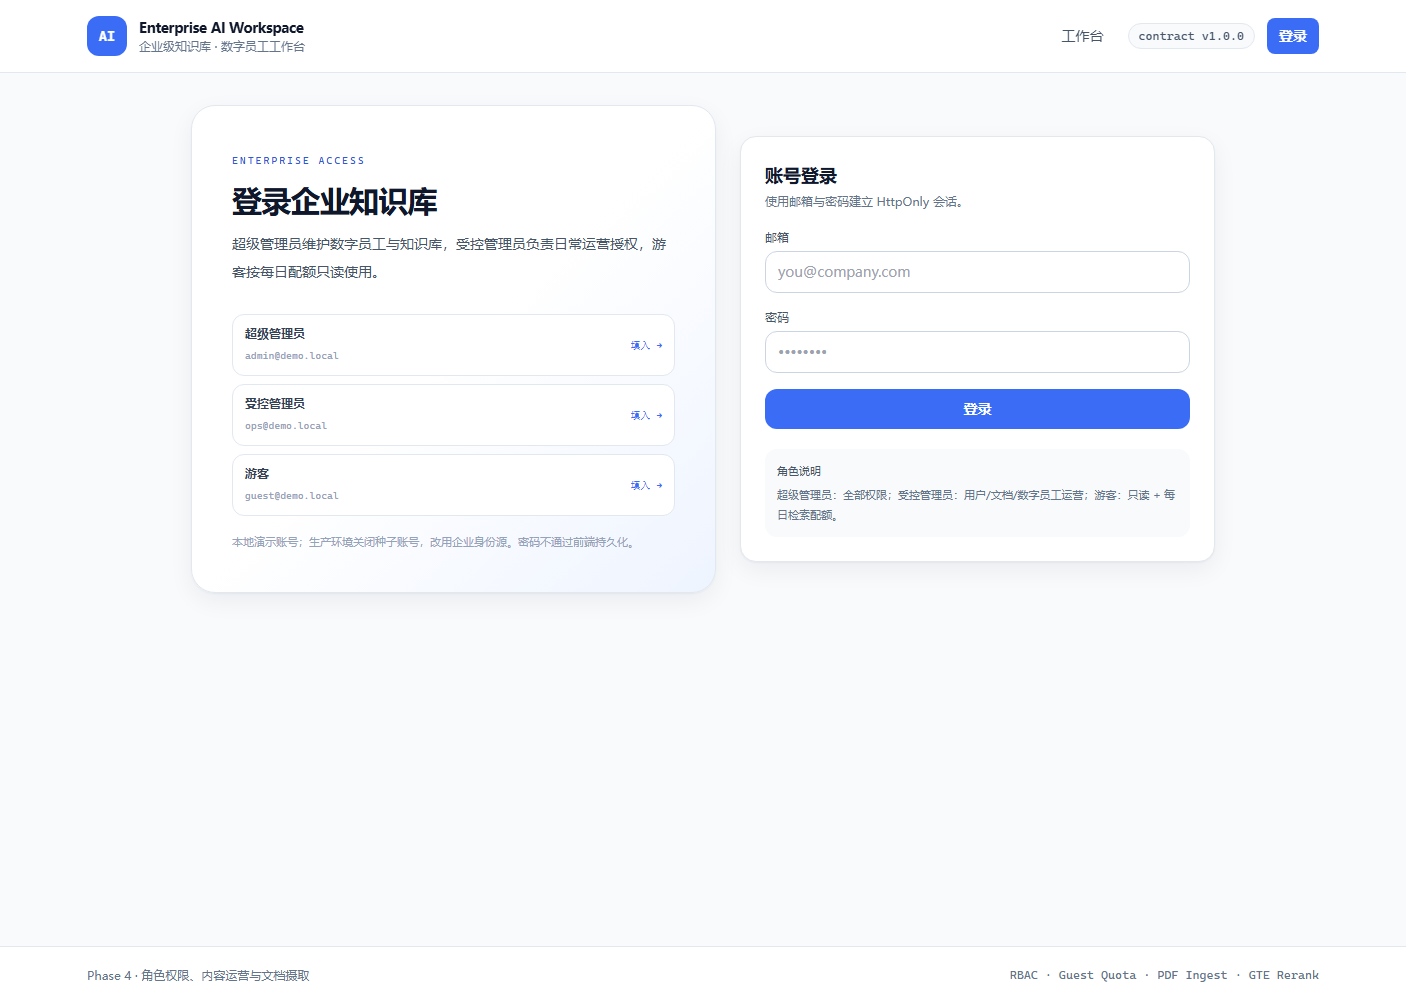 AI
Enterprise AI Workspace
企业级知识库 · 数字员工工作台
工作台
contract v1.0.0
登录
ENTERPRISE ACCESS
登录企业知识库
超级管理员维护数字员工与知识库，受控管理员负责日常运营授权，游
客按每日配额只读使用。
超级管理员
admin@demo.local
填入 →
受控管理员
ops@demo.local
填入 →
游客
guest@demo.local
填入 →
本地演示账号；生产环境关闭种子账号，改用企业身份源。密码不通过前端持久化。
账号登录
使用邮箱与密码建立 HttpOnly 会话。
邮箱
you@company.com
密码
••••••••
登录
角色说明
超级管理员：全部权限；受控管理员：用户/文档/数字员工运营；游客：只读 + 每
日检索配额。
Phase 4 · 角色权限、内容运营与文档摄取
RBAC · Guest Quota · PDF Ingest · GTE Rerank